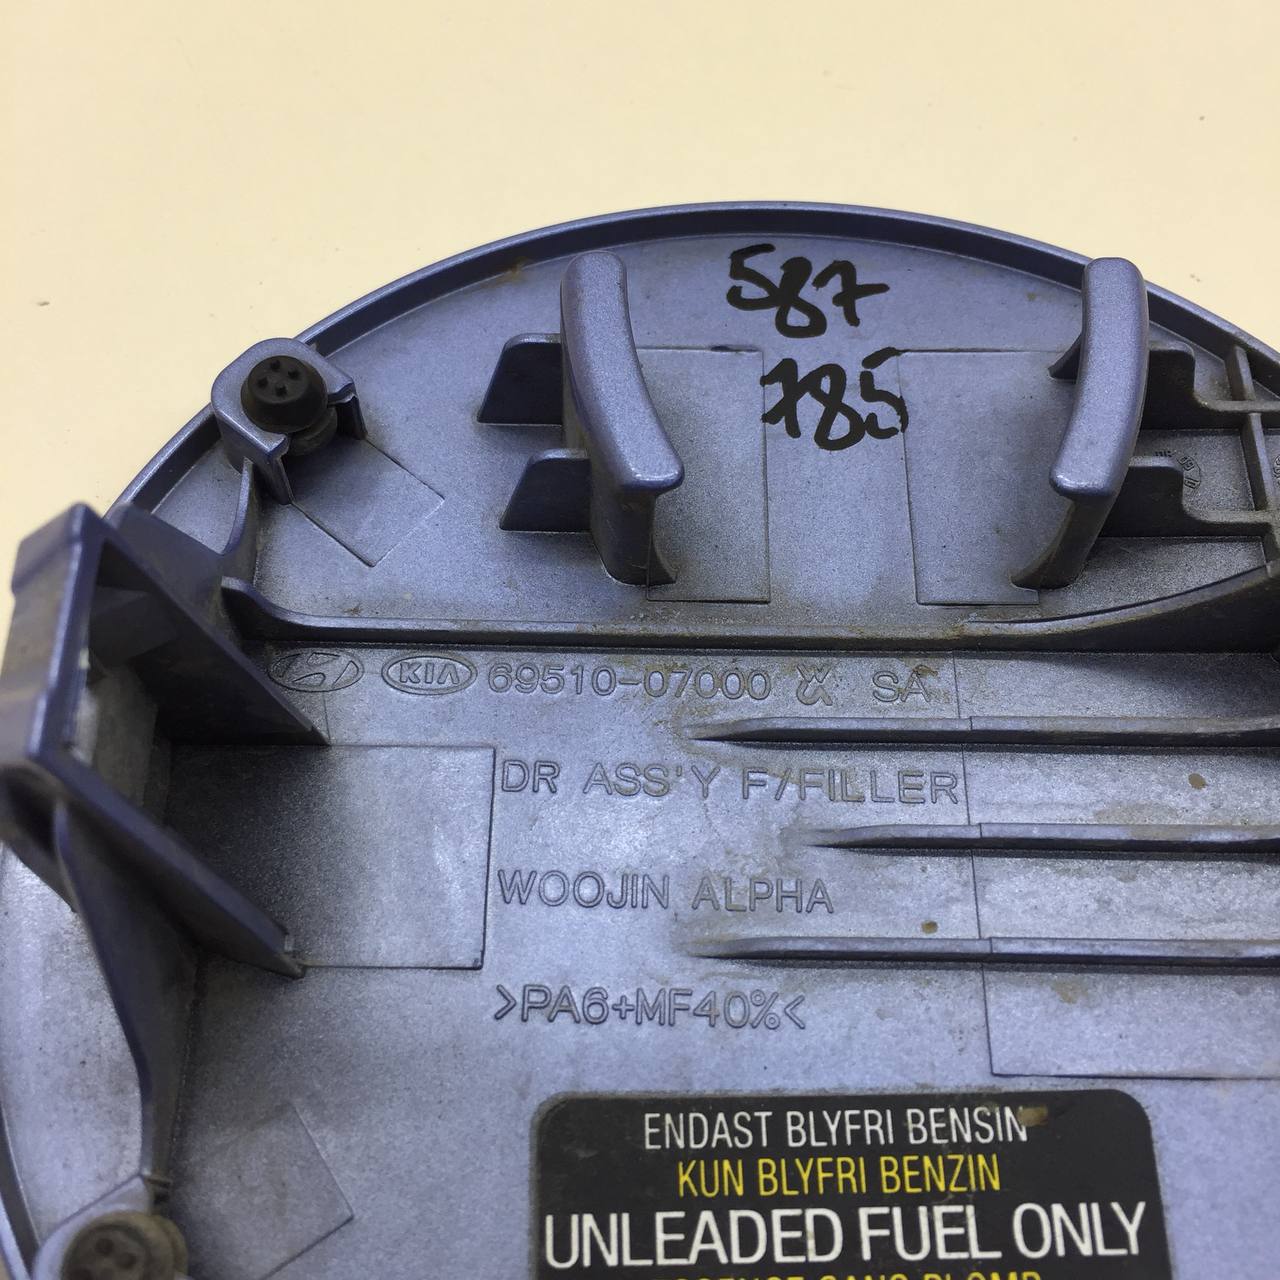 587
785
KIA 69510-07000 SA
DR ASS'Y F/FILLER
WOOJIN ALPHA
>PA6+MF40%<
ENDAST BLYFRI BENSIN
KUN BLYFRI BENZIN
UNLEADED FUEL ONLY